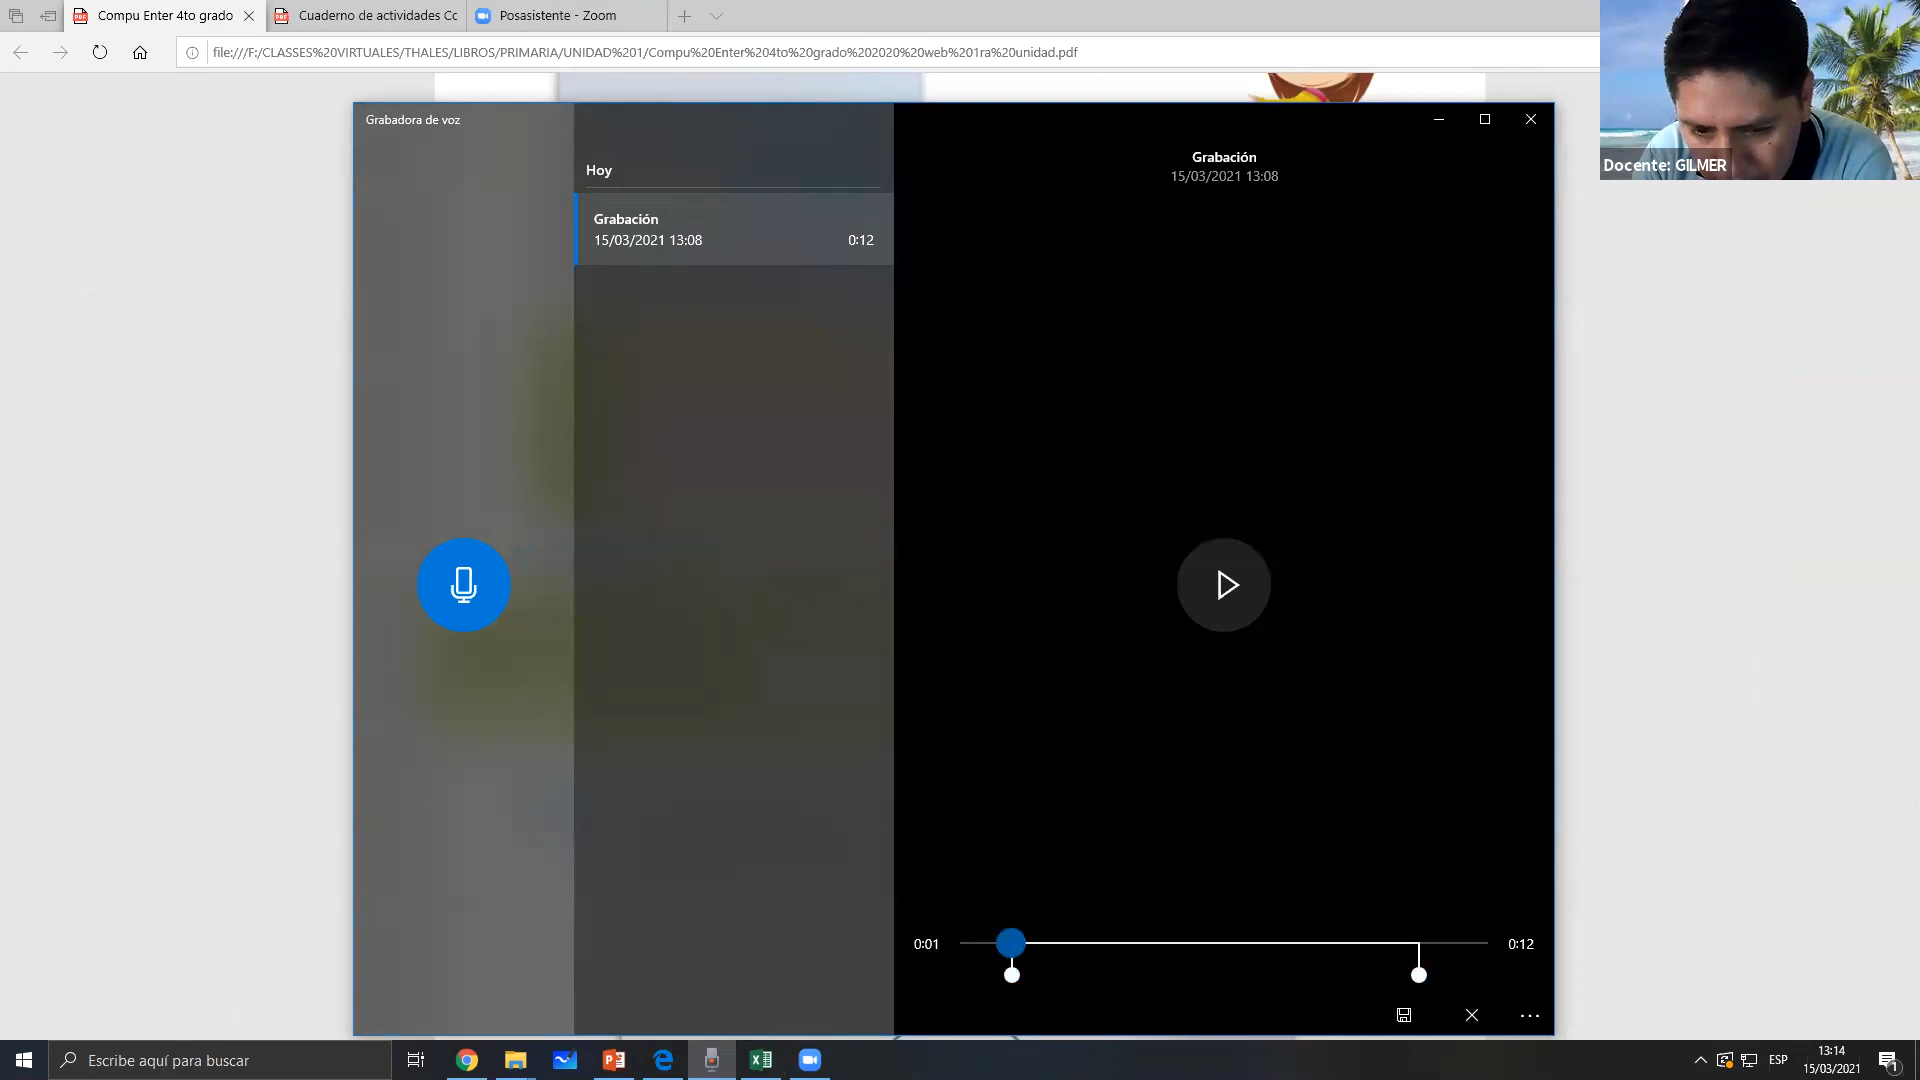 Compu Enter 4to grado
Cuaderno de actividades Cc
Posasistente - Zoom
file:///F:/CLASSES%20VIRTUALES/THALES/LIBROS/PRIMARIA/UNIDAD%201/Compu%20Enter%204to%20grado%202020%20web%201ra%20unidad.pdf
Docente: GILMER
Grabadora de voz
Hoy
Grabación
15/03/2021 13:08
0:12
Grabación
15/03/2021 13:08
0:01
0:12
Escribe aquí para buscar
ESP
13:14
15/03/2021
1